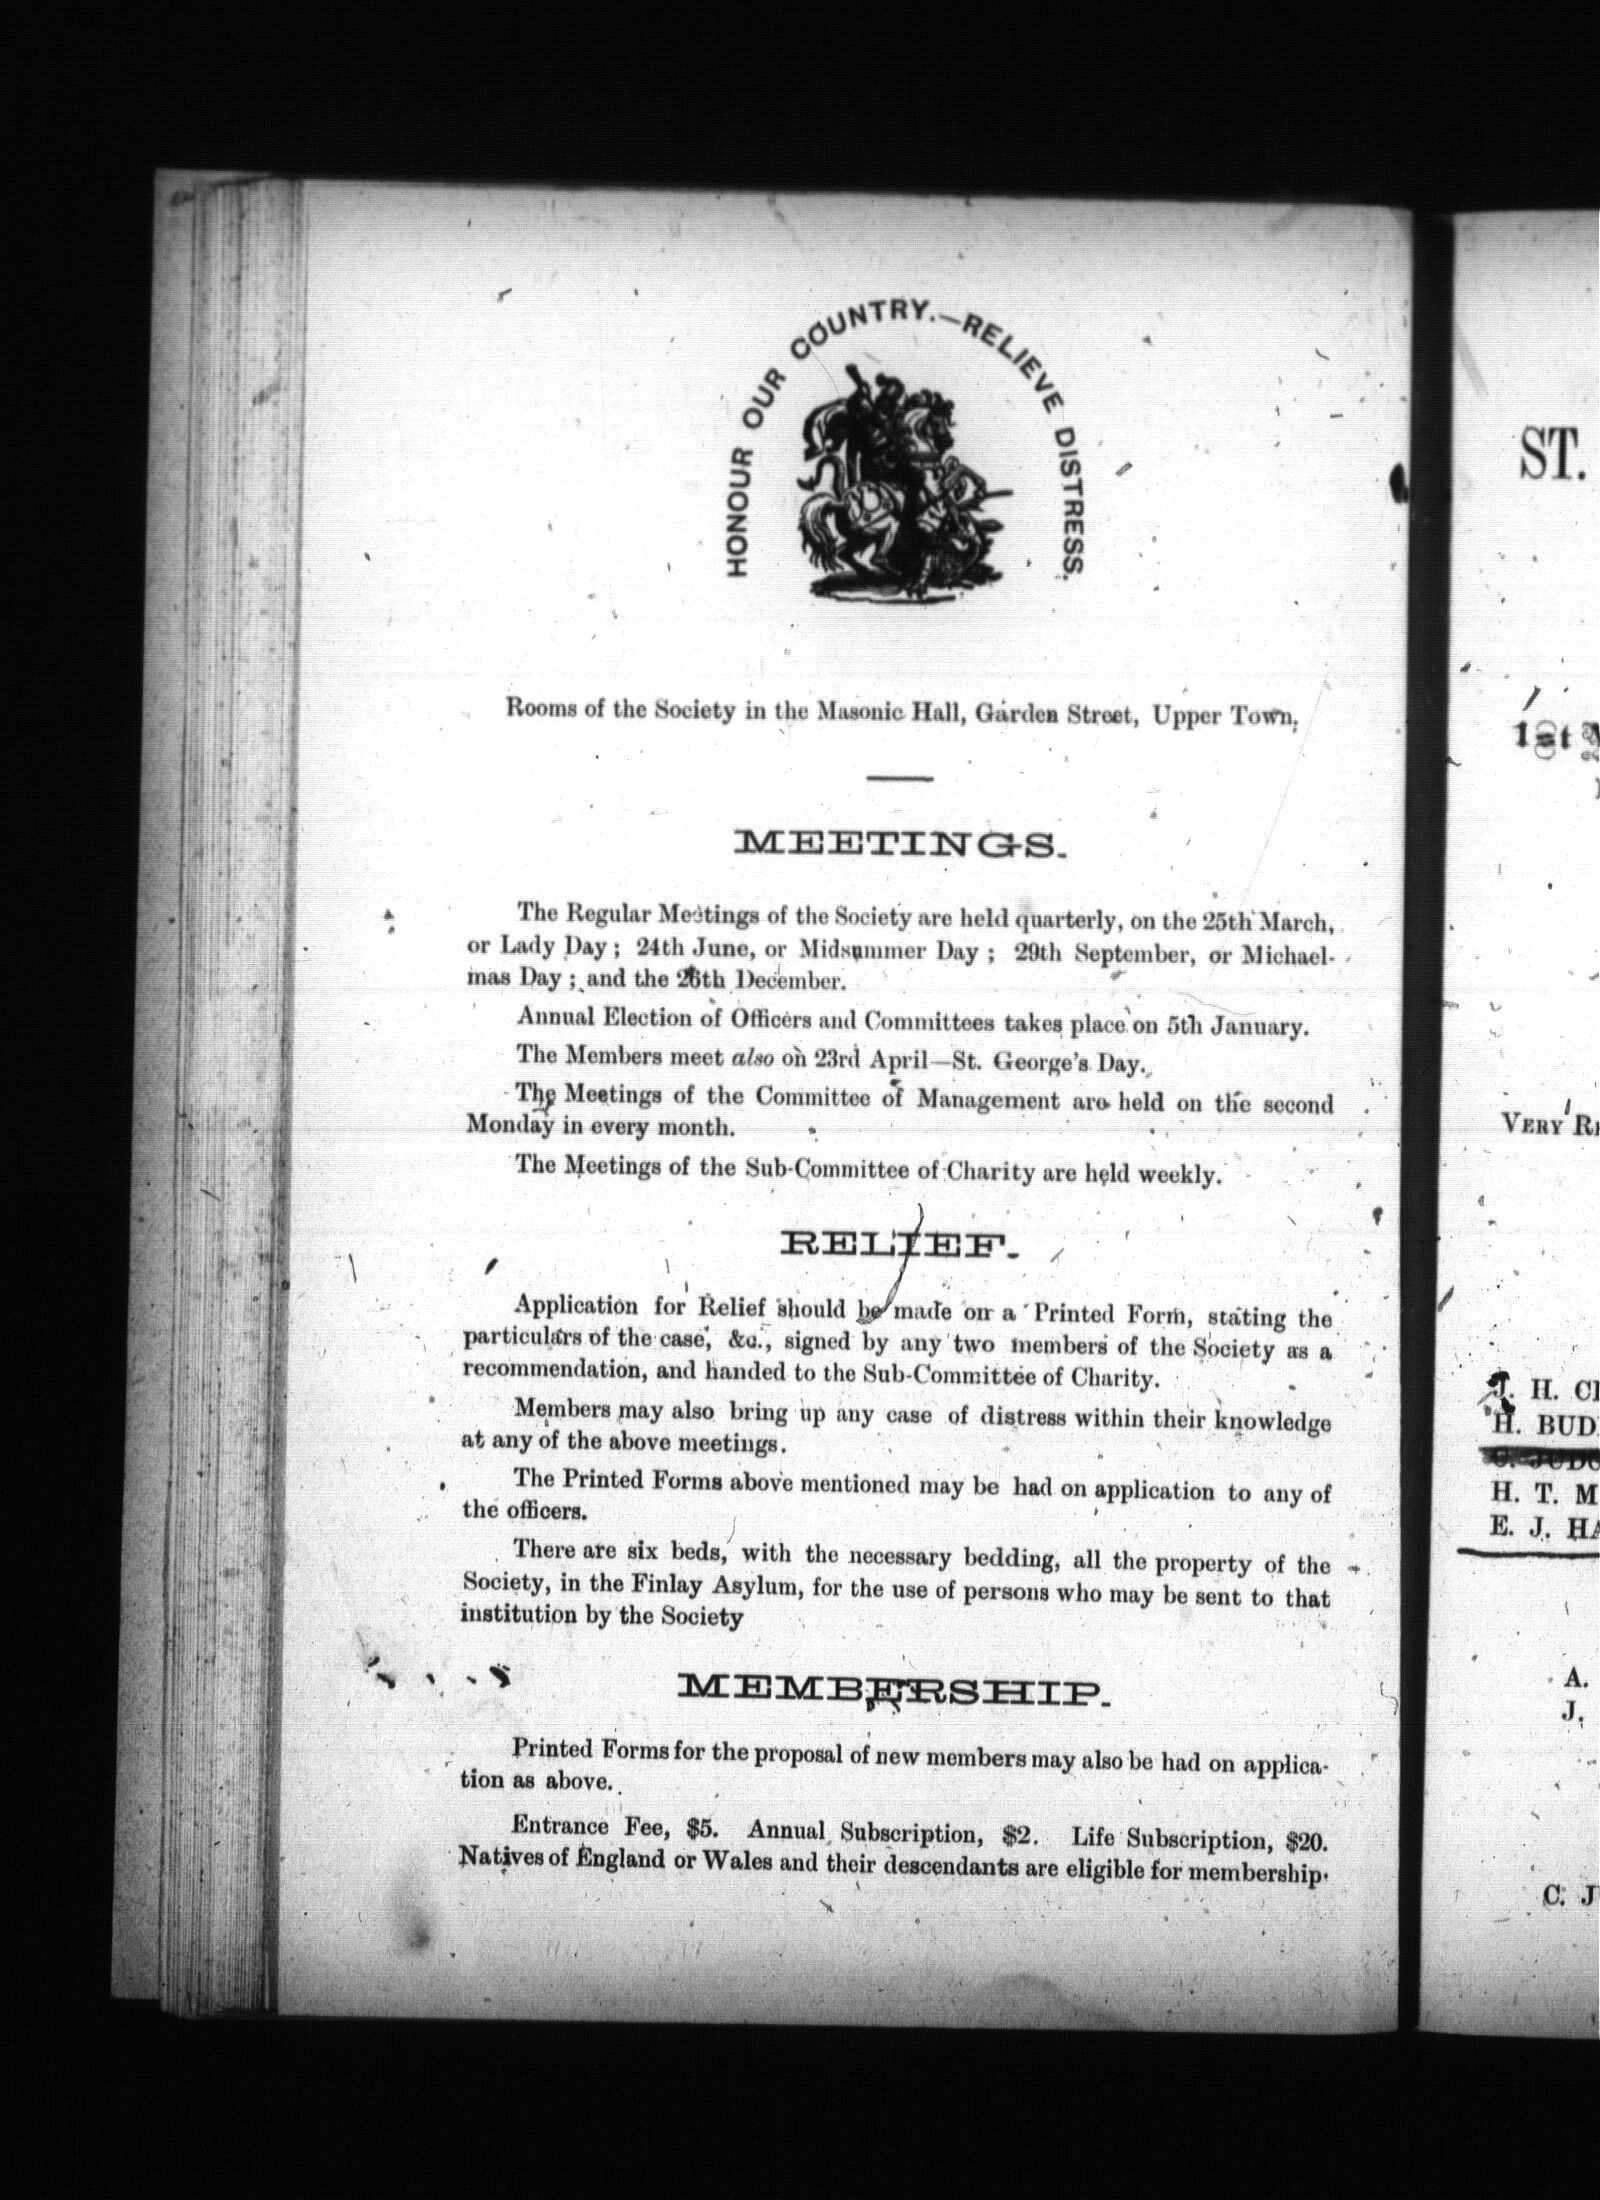 HONOUR OUR COUNTRY.—RELIEVE DISTRESS.
Rooms of the Society in the Masonic Hall, Garden Street, Upper Town.
MEETINGS.
The Regular Meetings of the Society are held quarterly, on the 25th March,
or Lady Day ; 24th June, or Midsummer Day ; 29th September, or Michael-
mas Day ; and the 26th December.
Annual Election of Officers and Committees takes place on 5th January.
The Members meet also on 23rd April—St. George's Day.
The Meetings of the Committee of Management are held on the second
Monday in every month.
The Meetings of the Sub-Committee of Charity are held weekly.
RELIEF.
Application for Relief should be made on a Printed Form, stating the
particulars of the case, &c., signed by any two members of the Society as a
recommendation, and handed to the Sub-Committee of Charity.
Members may also bring up any case of distress within their knowledge
at any of the above meetings.
The Printed Forms above mentioned may be had on application to any of
the officers.
There are six beds, with the necessary bedding, all the property of the
Society, in the Finlay Asylum, for the use of persons who may be sent to that
institution by the Society
MEMBERSHIP.
Printed Forms for the proposal of new members may also be had on applica-
tion as above.
Entrance Fee, $5. Annual Subscription, $2. Life Subscription, $20.
Natives of England or Wales and their descendants are eligible for membership.
ST.
1st
VERY
J. H.
H.
H. T.
E. J.
A.
J.
C.